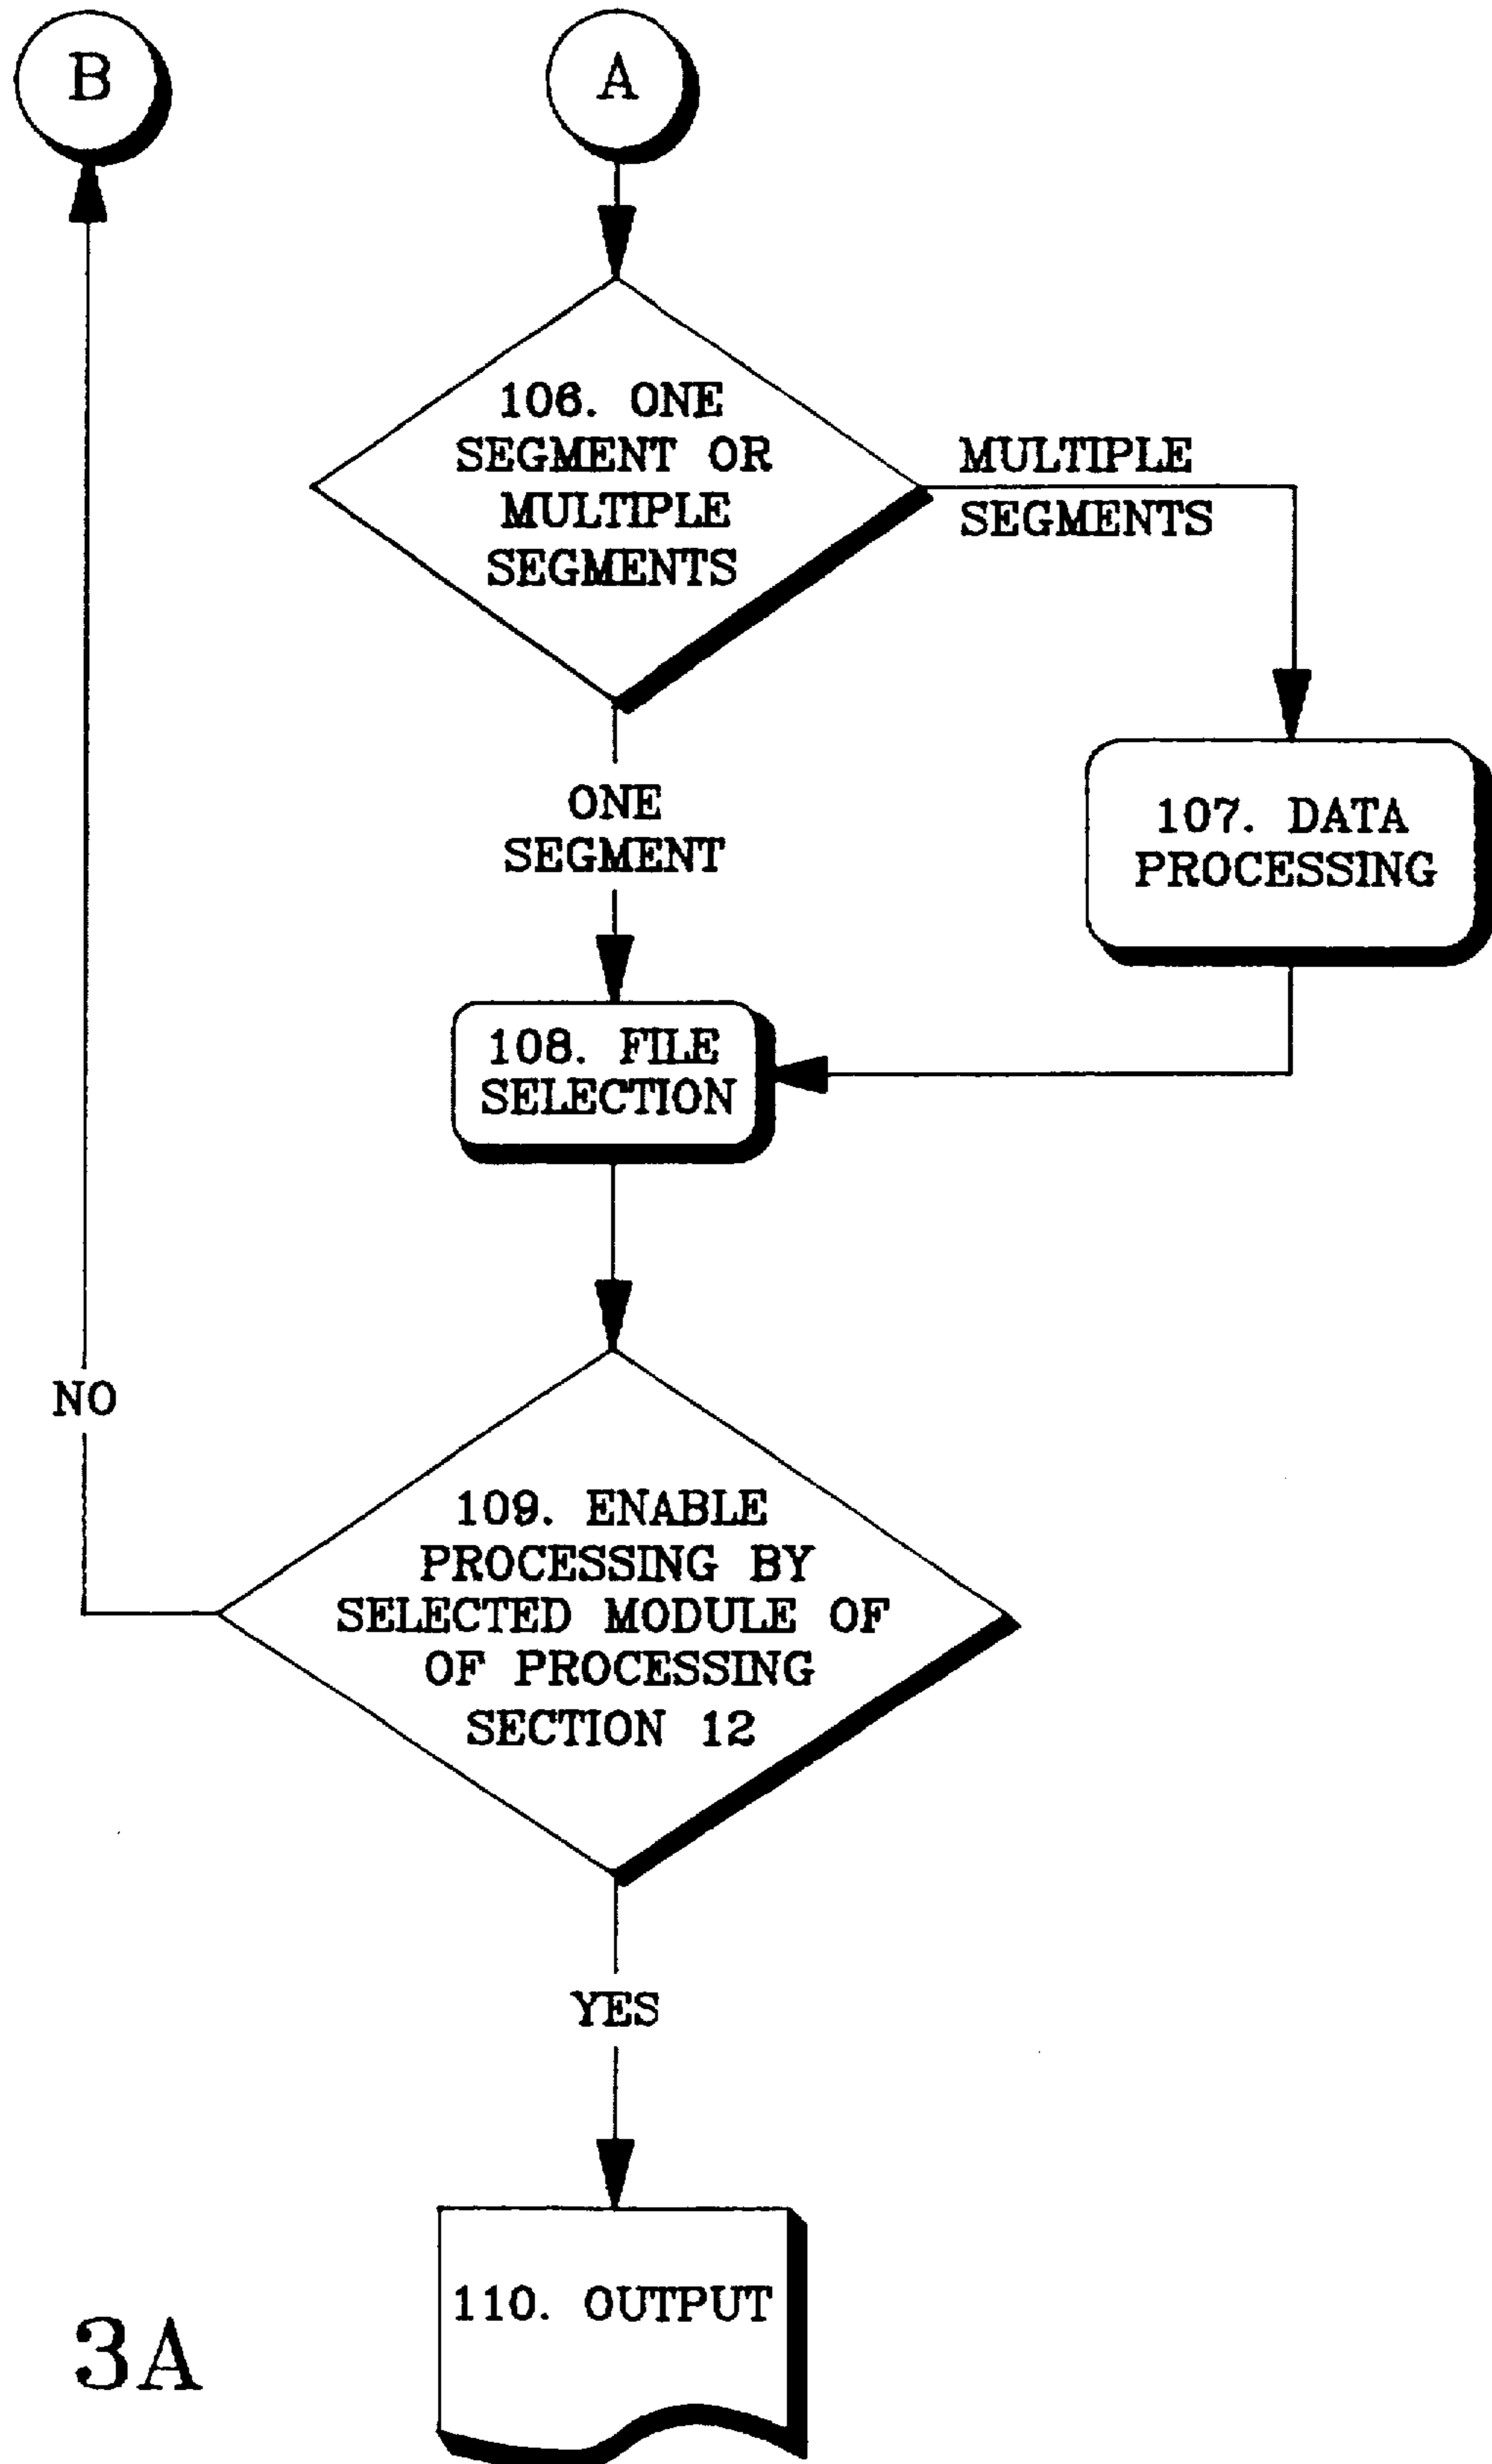 B
A
106. ONE
SEGMENT OR
MULTIPLE
SEGMENTS
MULTIPLE
SEGMENTS
ONE
SEGMENT
107. DATA
PROCESSING
108. FILE
SELECTION
NO
109. ENABLE
PROCESSING BY
SELECTED MODULE OF
OF PROCESSING
SECTION 12
YES
110. OUTPUT
3A